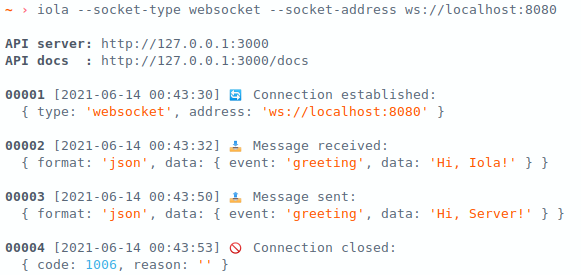 ~ › iola --socket-type websocket --socket-address ws://localhost:8080
API server: http://127.0.0.1:3000
API docs  : http://127.0.0.1:3000/docs
00001 [2021-06-14 00:43:30] 🔄 Connection established:
{ type: 'websocket', address: 'ws://localhost:8080' }
00002 [2021-06-14 00:43:32] 📥 Message received:
{ format: 'json', data: { event: 'greeting', data: 'Hi, Iola!' } }
00003 [2021-06-14 00:43:50] 📤 Message sent:
{ format: 'json', data: { event: 'greeting', data: 'Hi, Server!' } }
00004 [2021-06-14 00:43:53] 🚫 Connection closed:
{ code: 1006, reason: '' }